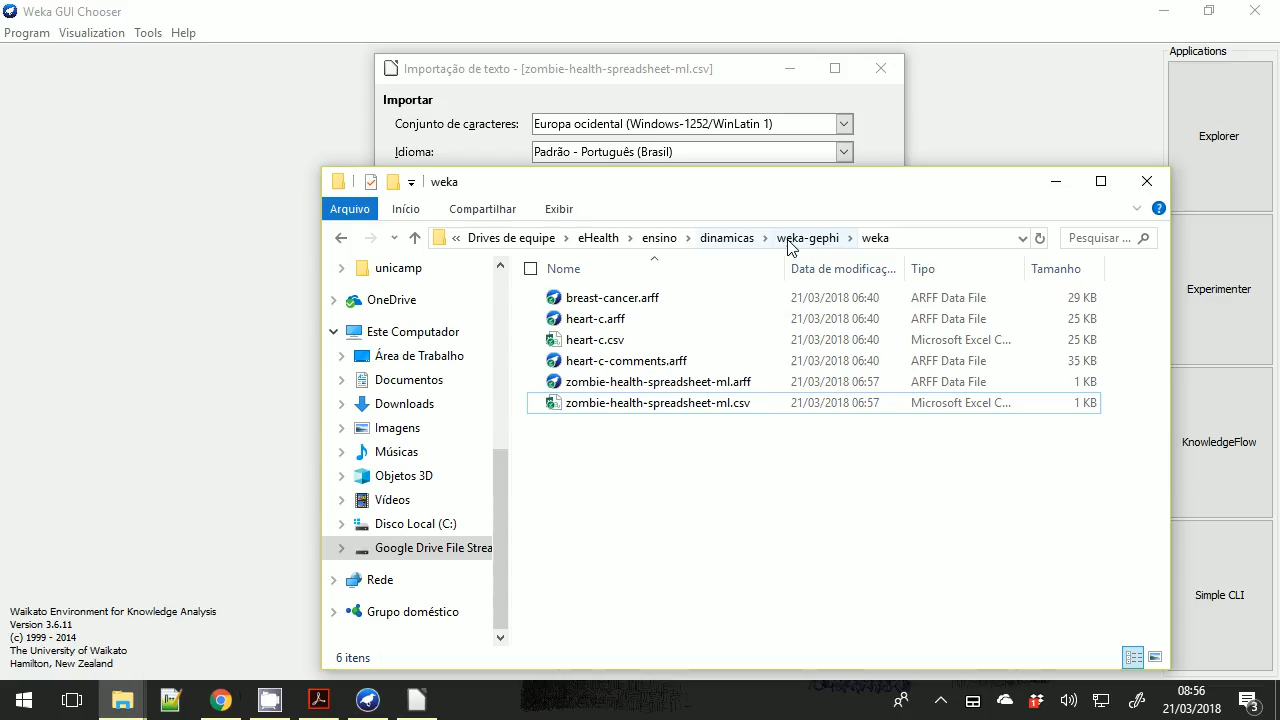 Weka GUI Chooser
Program Visualization Tools Help
Applications
Importação de texto - [zombie-health-spreadsheet-ml.csv]
Importar
Conjunto de caracteres: Europa ocidental (Windows-1252/WinLatin 1)
Idioma: Padrão - Português (Brasil)
Explorer
weka
Arquivo Início Compartilhar Exibir
« Drives de equipe › eHealth › ensino › dinamicas › weka-gephi › weka
Pesquisar ...
unicamp
OneDrive
Este Computador
Área de Trabalho
Documentos
Downloads
Imagens
Músicas
Objetos 3D
Vídeos
Disco Local (C:)
Google Drive File Strea
Rede
Grupo doméstico
Nome Data de modificaç... Tipo Tamanho
breast-cancer.arff 21/03/2018 06:40 ARFF Data File 29 KB
heart-c.arff 21/03/2018 06:40 ARFF Data File 25 KB
heart-c.csv 21/03/2018 06:40 Microsoft Excel C... 25 KB
heart-c-comments.arff 21/03/2018 06:40 ARFF Data File 35 KB
zombie-health-spreadsheet-ml.arff 21/03/2018 06:57 ARFF Data File 1 KB
zombie-health-spreadsheet-ml.csv 21/03/2018 06:57 Microsoft Excel C... 1 KB
6 itens
Experimenter
KnowledgeFlow
Simple CLI
Waikato Environment for Knowledge Analysis
Version 3.6.11
(c) 1999 - 2014
The University of Waikato
Hamilton, New Zealand
08:56
21/03/2018
3